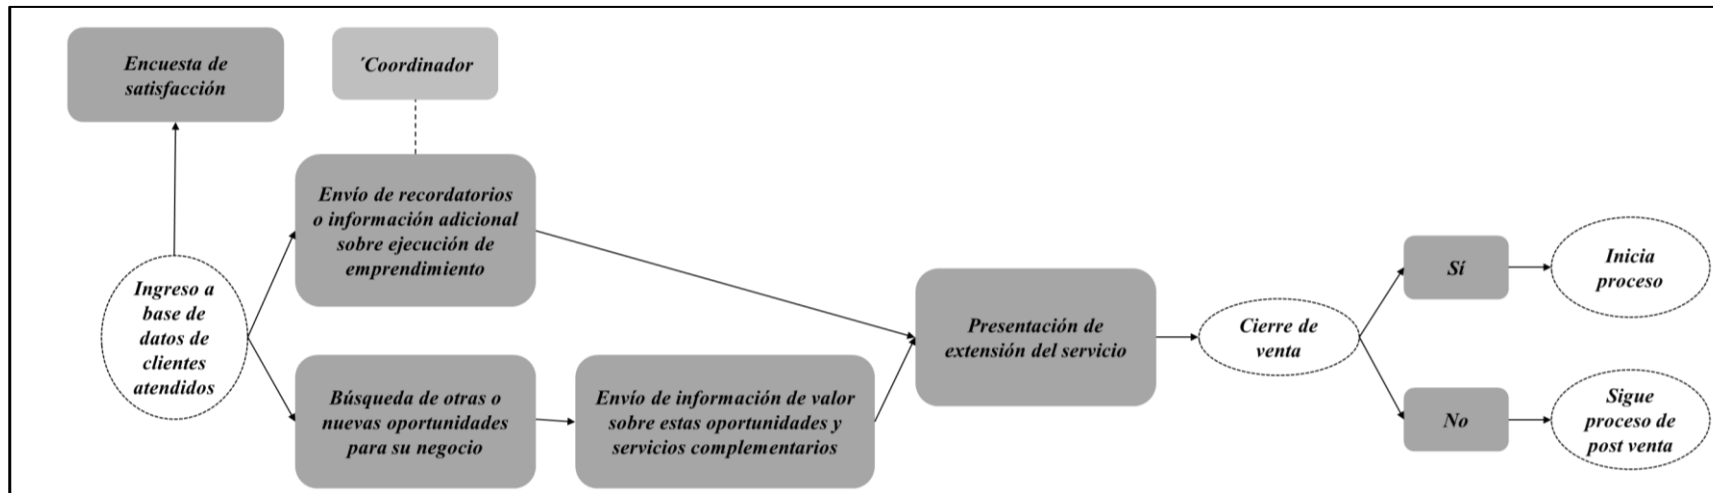 Encuesta de
satisfacción
´Coordinador
Envío de recordatorios
o información adicional
sobre ejecución de
emprendimiento
Ingreso a
base de
datos de
clientes
atendidos
Búsqueda de otras o
nuevas oportunidades
para su negocio
Envío de información de valor
sobre estas oportunidades y
servicios complementarios
Presentación de
extensión del servicio
Cierre de
venta
Sí
Inicia
proceso
No
Sigue
proceso de
post venta